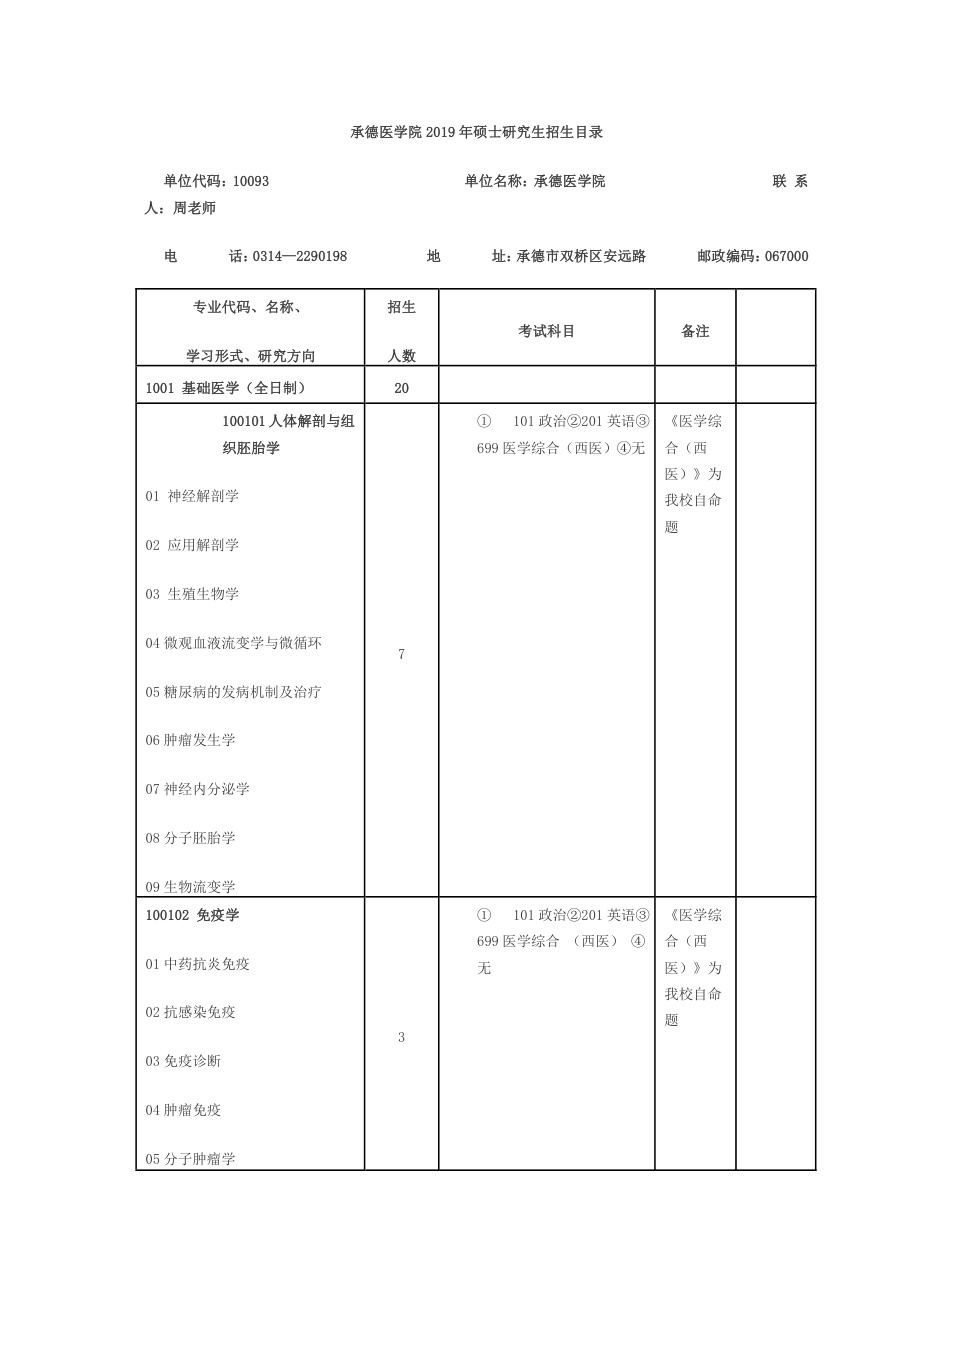 承德医学院 2019 年硕士研究生招生目录
单位代码：10093 单位名称：承德医学院 联 系
人：周老师
电 话：0314—2290198 地 址：承德市双桥区安远路 邮政编码：067000
专业代码、名称、
学习形式、研究方向
招生
人数
考试科目
备注
1001 基础医学（全日制）
20
100101 人体解剖与组
织胚胎学
01 神经解剖学
02 应用解剖学
03 生殖生物学
04 微观血液流变学与微循环
05 糖尿病的发病机制及治疗
06 肿瘤发生学
07 神经内分泌学
08 分子胚胎学
09 生物流变学
7
① 101 政治②201 英语③
699 医学综合（西医）④无
《医学综
合（西
医）》为
我校自命
题
100102 免疫学
01 中药抗炎免疫
02 抗感染免疫
03 免疫诊断
04 肿瘤免疫
05 分子肿瘤学
3
① 101 政治②201 英语③
699 医学综合 （西医） ④
无
《医学综
合（西
医）》为
我校自命
题